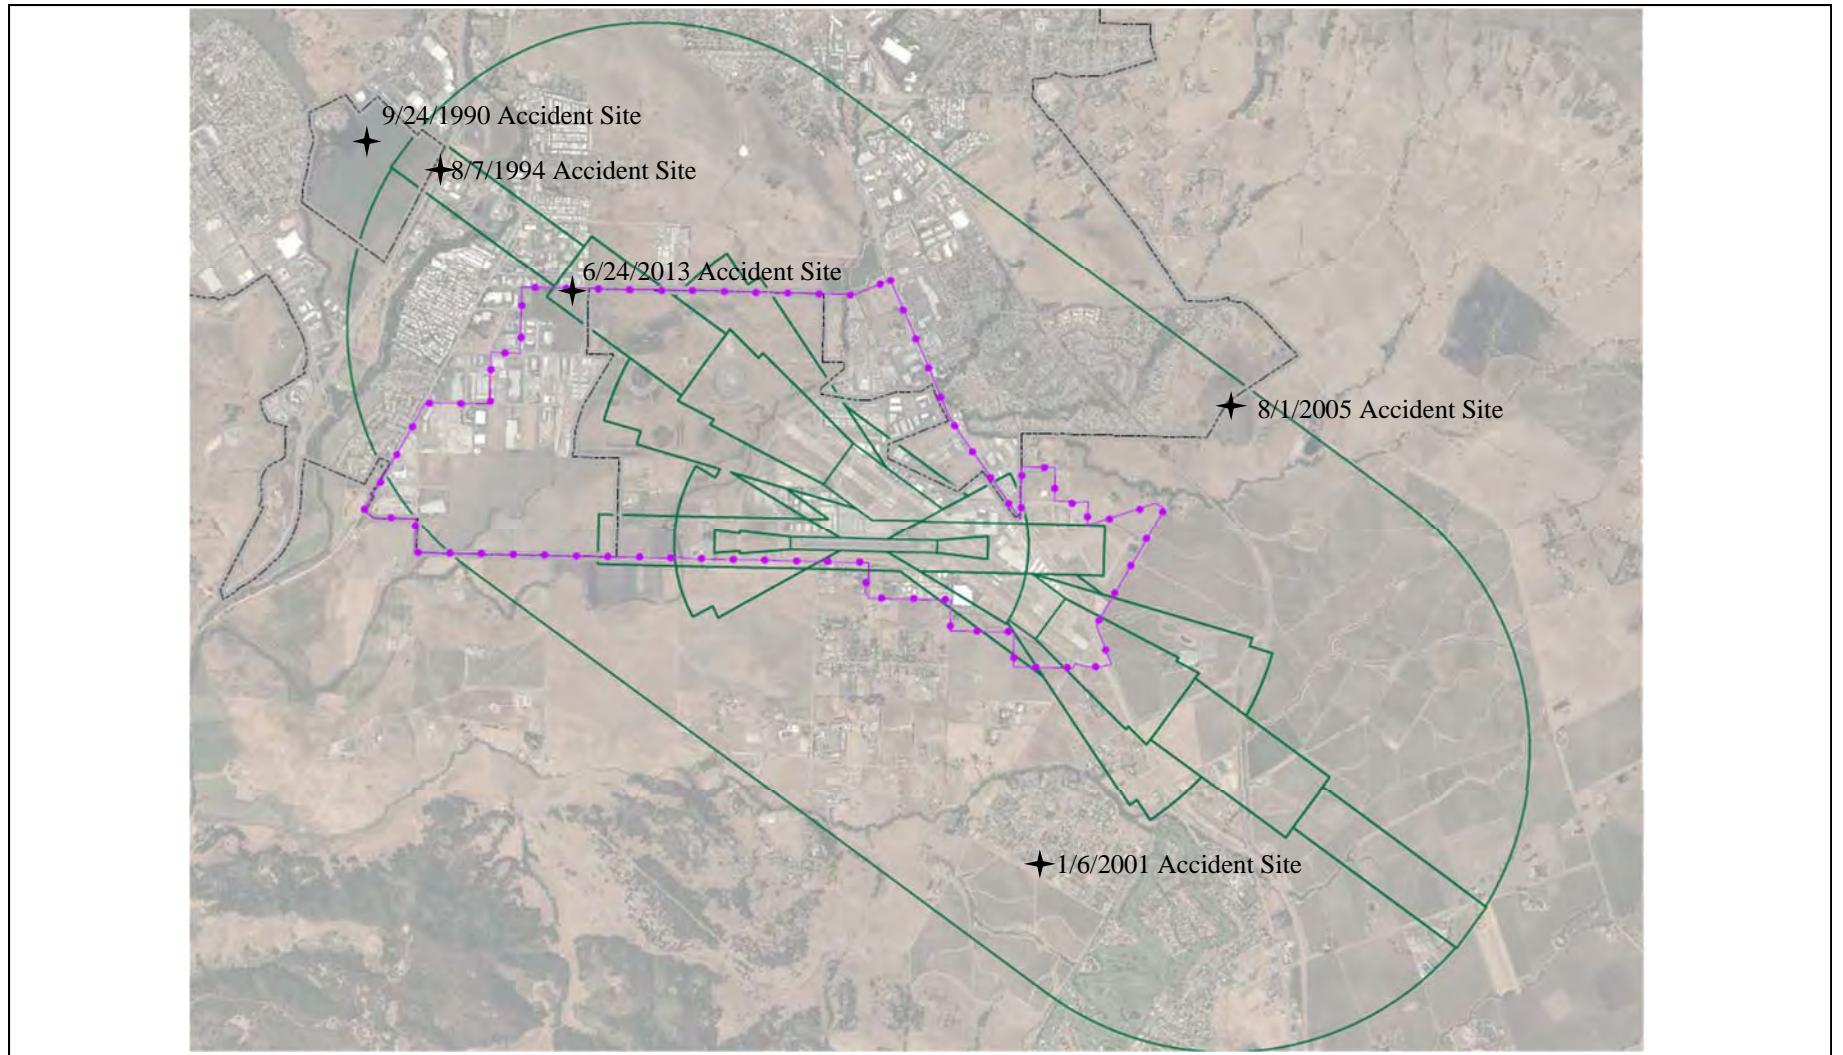 9/24/1990 Accident Site
8/7/1994 Accident Site
6/24/2013 Accident Site
8/1/2005 Accident Site
1/6/2001 Accident Site